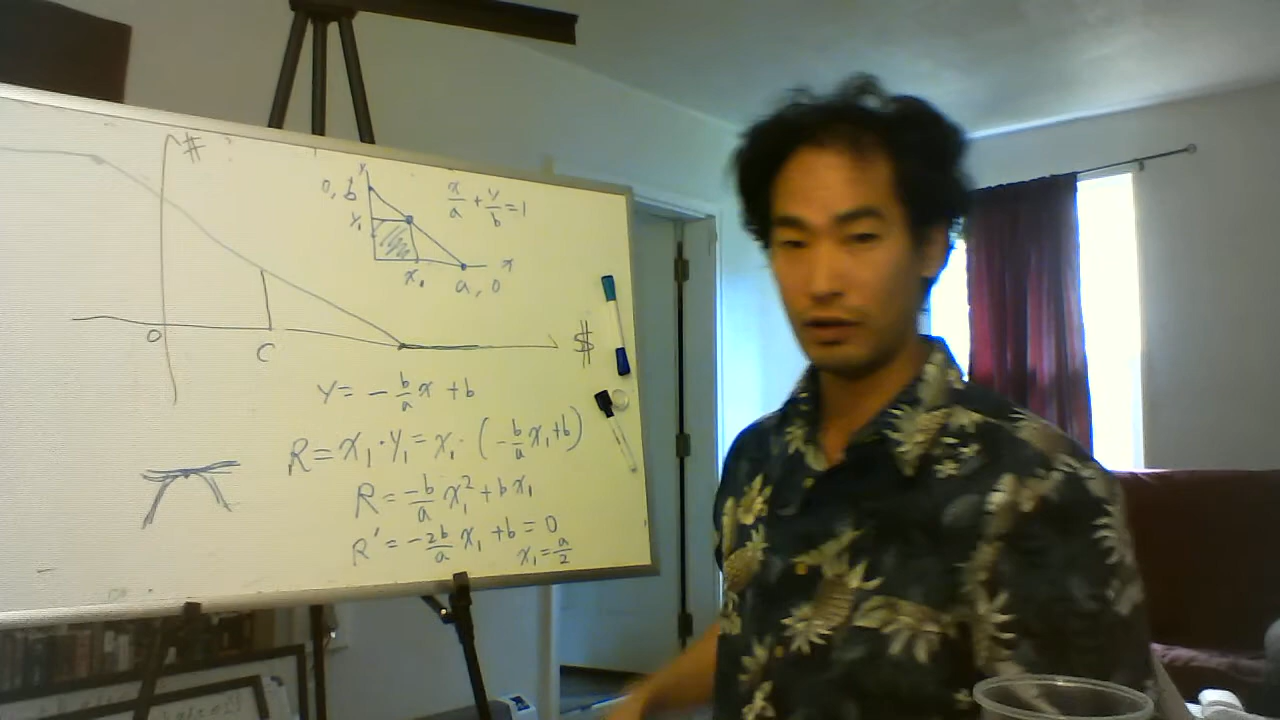 #
y
0, b
x/a + y/b = 1
y₁
x
x₁
a, 0
0
C
$
y = - b/a x + b
R = x₁ · y₁ = x₁ · (- b/a x₁ + b)
R = -b/a x₁² + b x₁
R' = - 2b/a x₁ + b = 0
x₁ = a/2